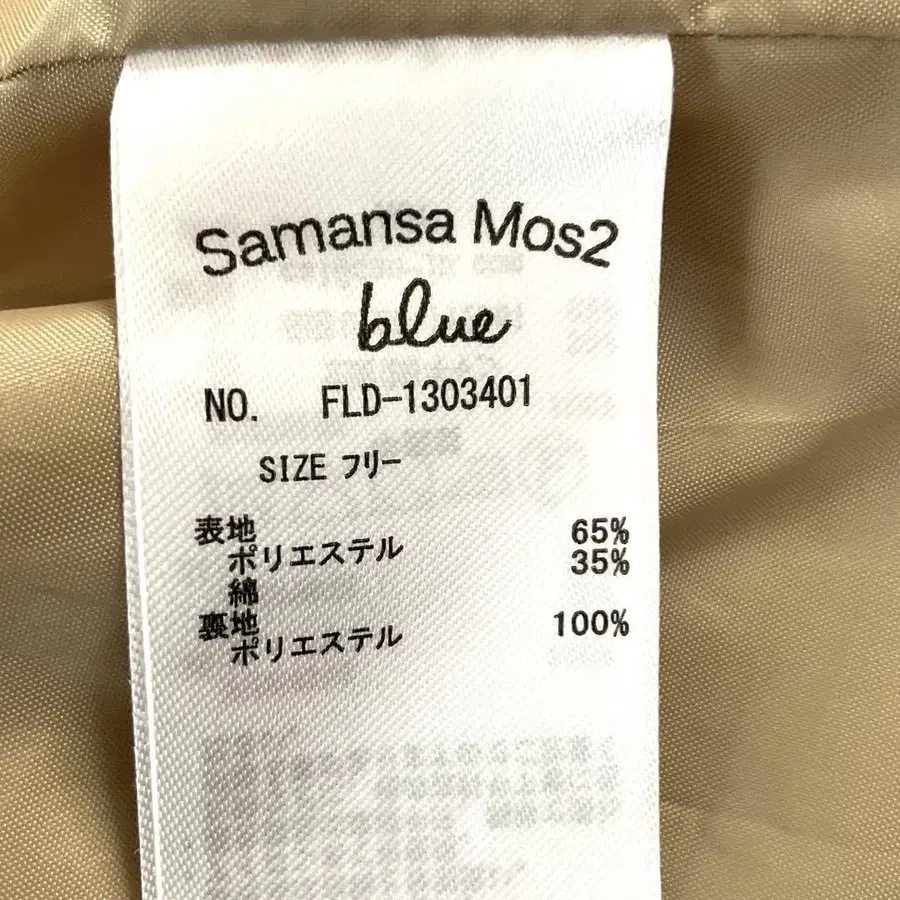 Samansa Mos2
blue
NO. FLD-1303401
SIZE フリー
表地
ポリエステル 65%
綿 35%
裏地
ポリエステル 100%